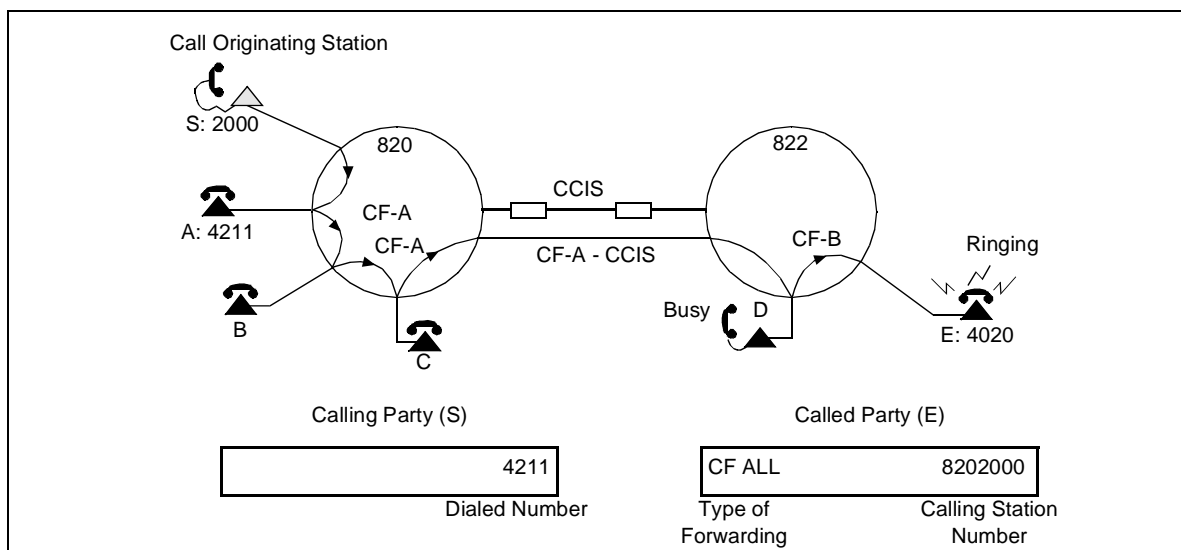 Call Originating Station
S: 2000
820
822
CCIS
A: 4211
CF-A
CF-A
CF-A - CCIS
CF-B
Ringing
B
C
Busy
D
E: 4020
Calling Party (S)
Called Party (E)
4211
CF ALL 8202000
Dialed Number
Type of
Forwarding
Calling Station
Number